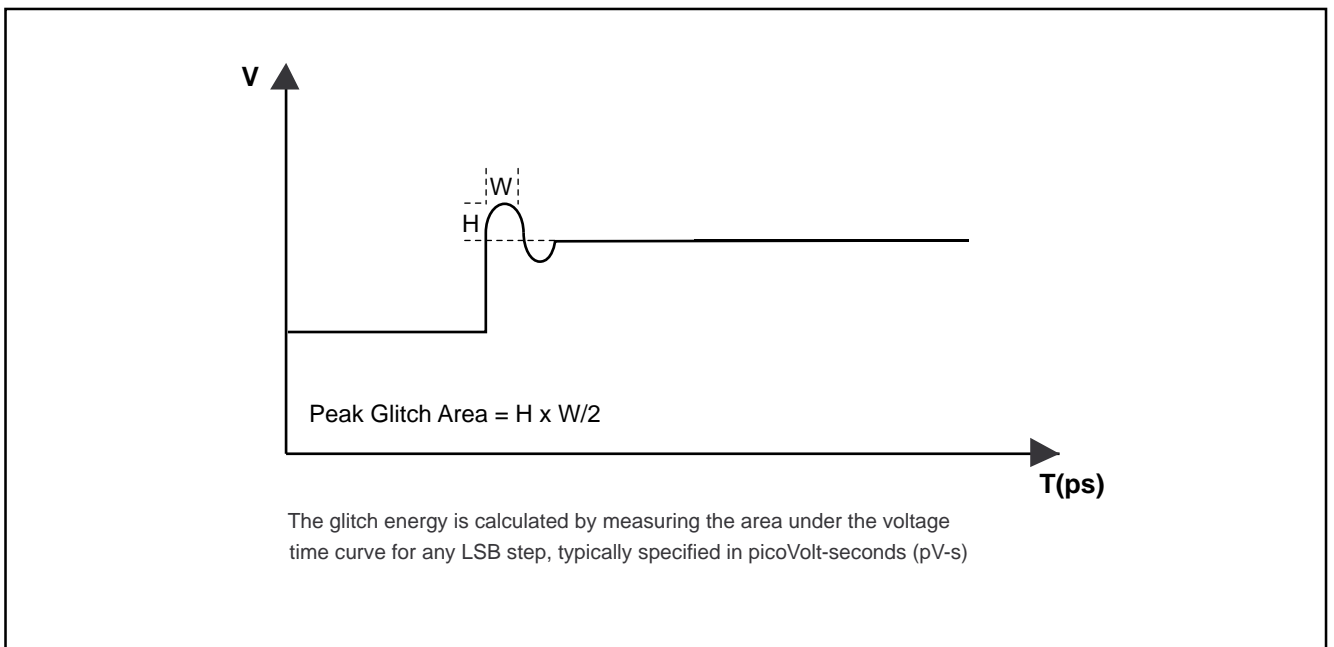 V
W
H
Peak Glitch Area = H x W/2
T(ps)
The glitch energy is calculated by measuring the area under the voltage
time curve for any LSB step, typically specified in picoVolt-seconds (pV-s)